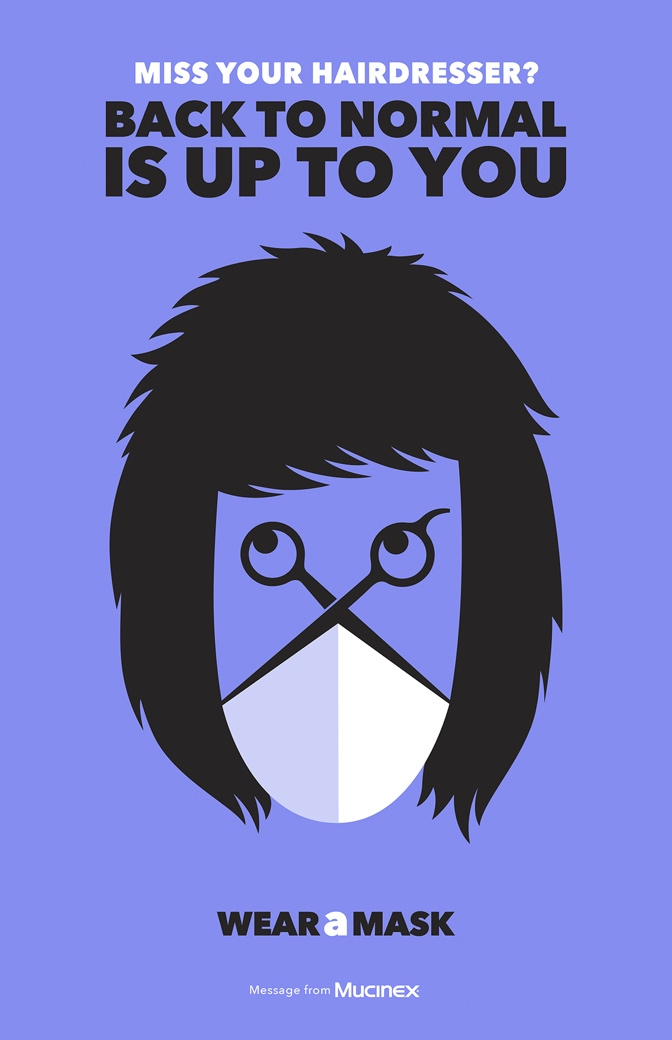 MISS YOUR HAIRDRESSER?
BACK TO NORMAL
IS UP TO YOU
WEAR a MASK
Message from Mucinex